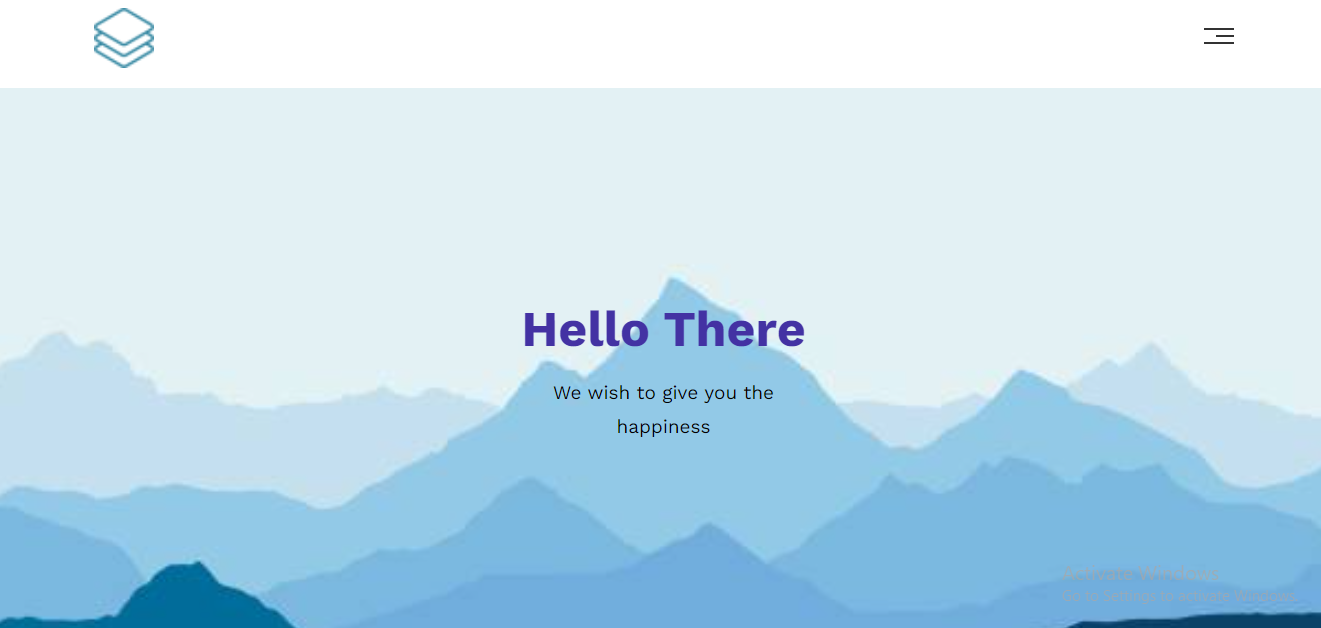 Hello There
We wish to give you the
happiness
Activate Windows
Go to Settings to activate Windows.